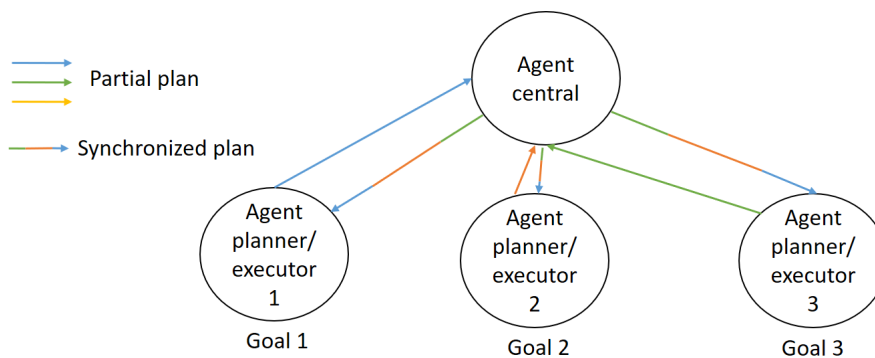 Partial plan
Synchronized plan
Agent
central
Agent
planner/
executor
1
Goal 1
Agent
planner/
executor
2
Goal 2
Agent
planner/
executor
3
Goal 3